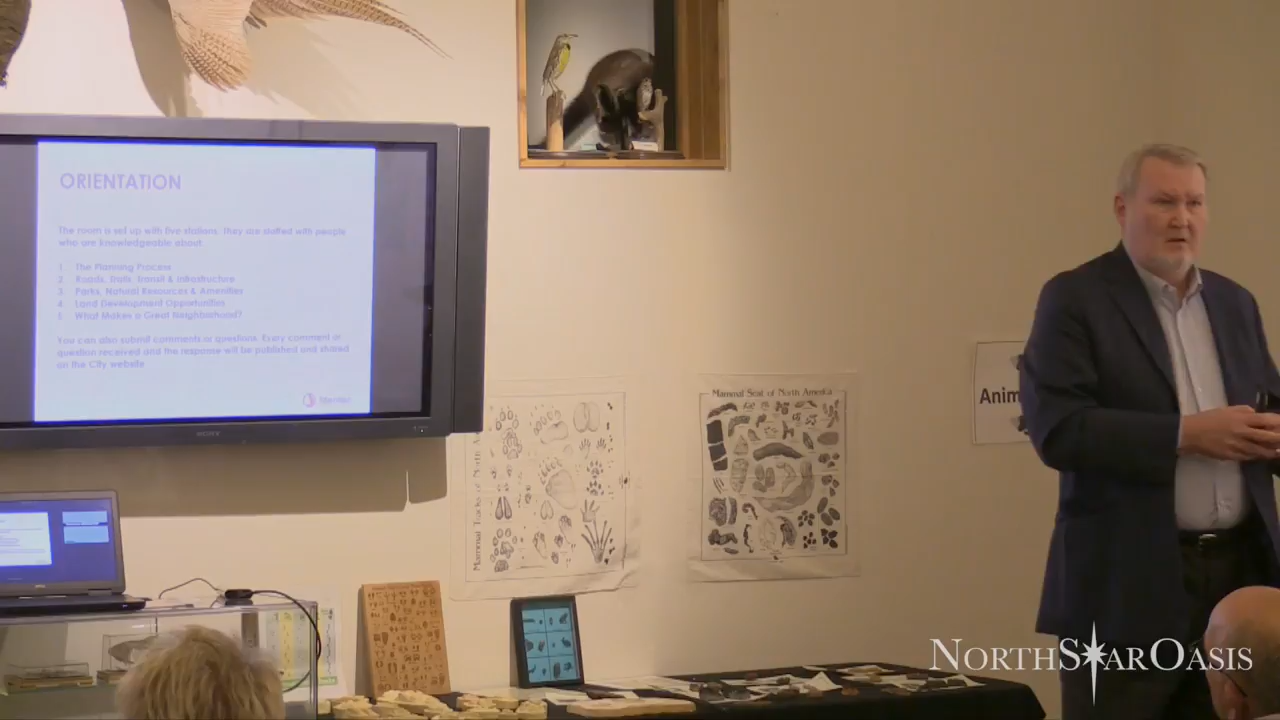 ORIENTATION
The room is set up with five stations. They are staffed with people
who are knowledgeable about
1 The Planning Process
2 Roads, Trails, Transit & Infrastructure
3 Parks, Natural Resources & Amenities
4 Land Development Opportunities
5 What Makes a Great Neighborhood?
You can also submit comments or questions. Every comment or
question received and the response will be published and shared
on the City website
SONY
Mammal Tracks of North
Mammal Scat of North America
Anim
NORTHSTAROASIS